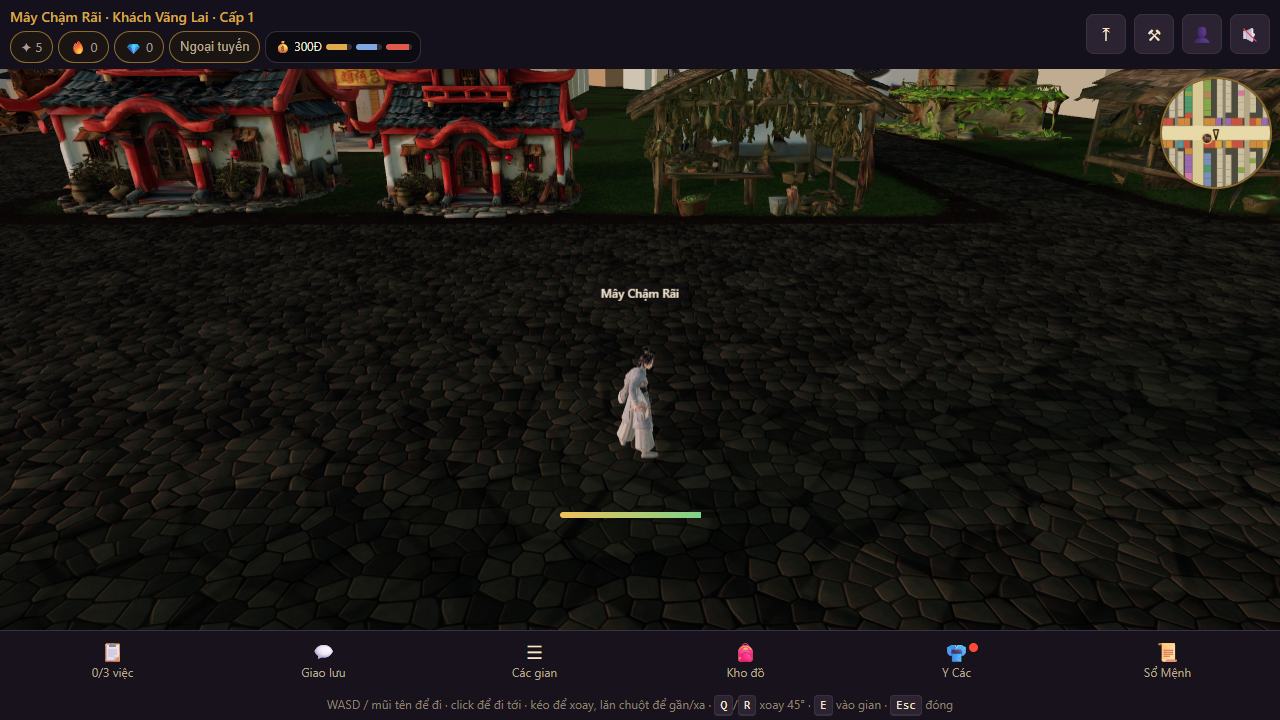 Mây Chậm Rãi · Khách Vãng Lai · Cấp 1
✦ 5 0 0 Ngoại tuyến 300Đ
Mây Chậm Rãi
0/3 việc Giao lưu Các gian Kho đồ Y Các Sổ Mệnh
WASD / mũi tên để đi · click để đi tới · kéo để xoay, lăn chuột để gần/xa · Q / R xoay 45° · E vào gian · Esc đóng